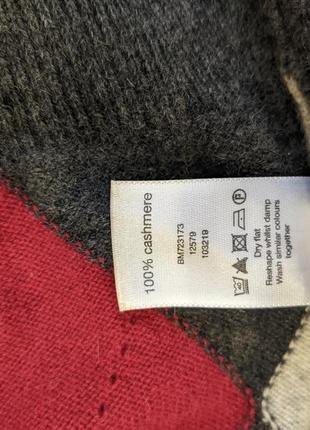 100% cashmere
BM723173
12579
103219
Dry flat
Reshape whilst damp
Wash similar colours
together